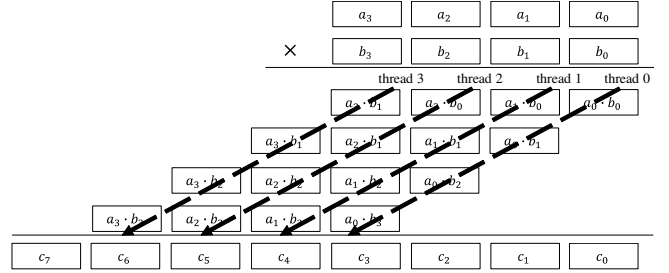 a₃ a₂ a₁ a₀
× b₃ b₂ b₁ b₀
thread 3 thread 2 thread 1 thread 0
a₃ · b₁ a₂ · b₀ a₁ · b₀ a₀ · b₀
a₃ · b₁ a₂ · b₁ a₁ · b₁ a₀ · b₁
a₃ · b₂ a₂ · b₂ a₁ · b₂ a₀ · b₂
a₃ · b₃ a₂ · b₃ a₁ · b₃ a₀ · b₃
c₇ c₆ c₅ c₄ c₃ c₂ c₁ c₀